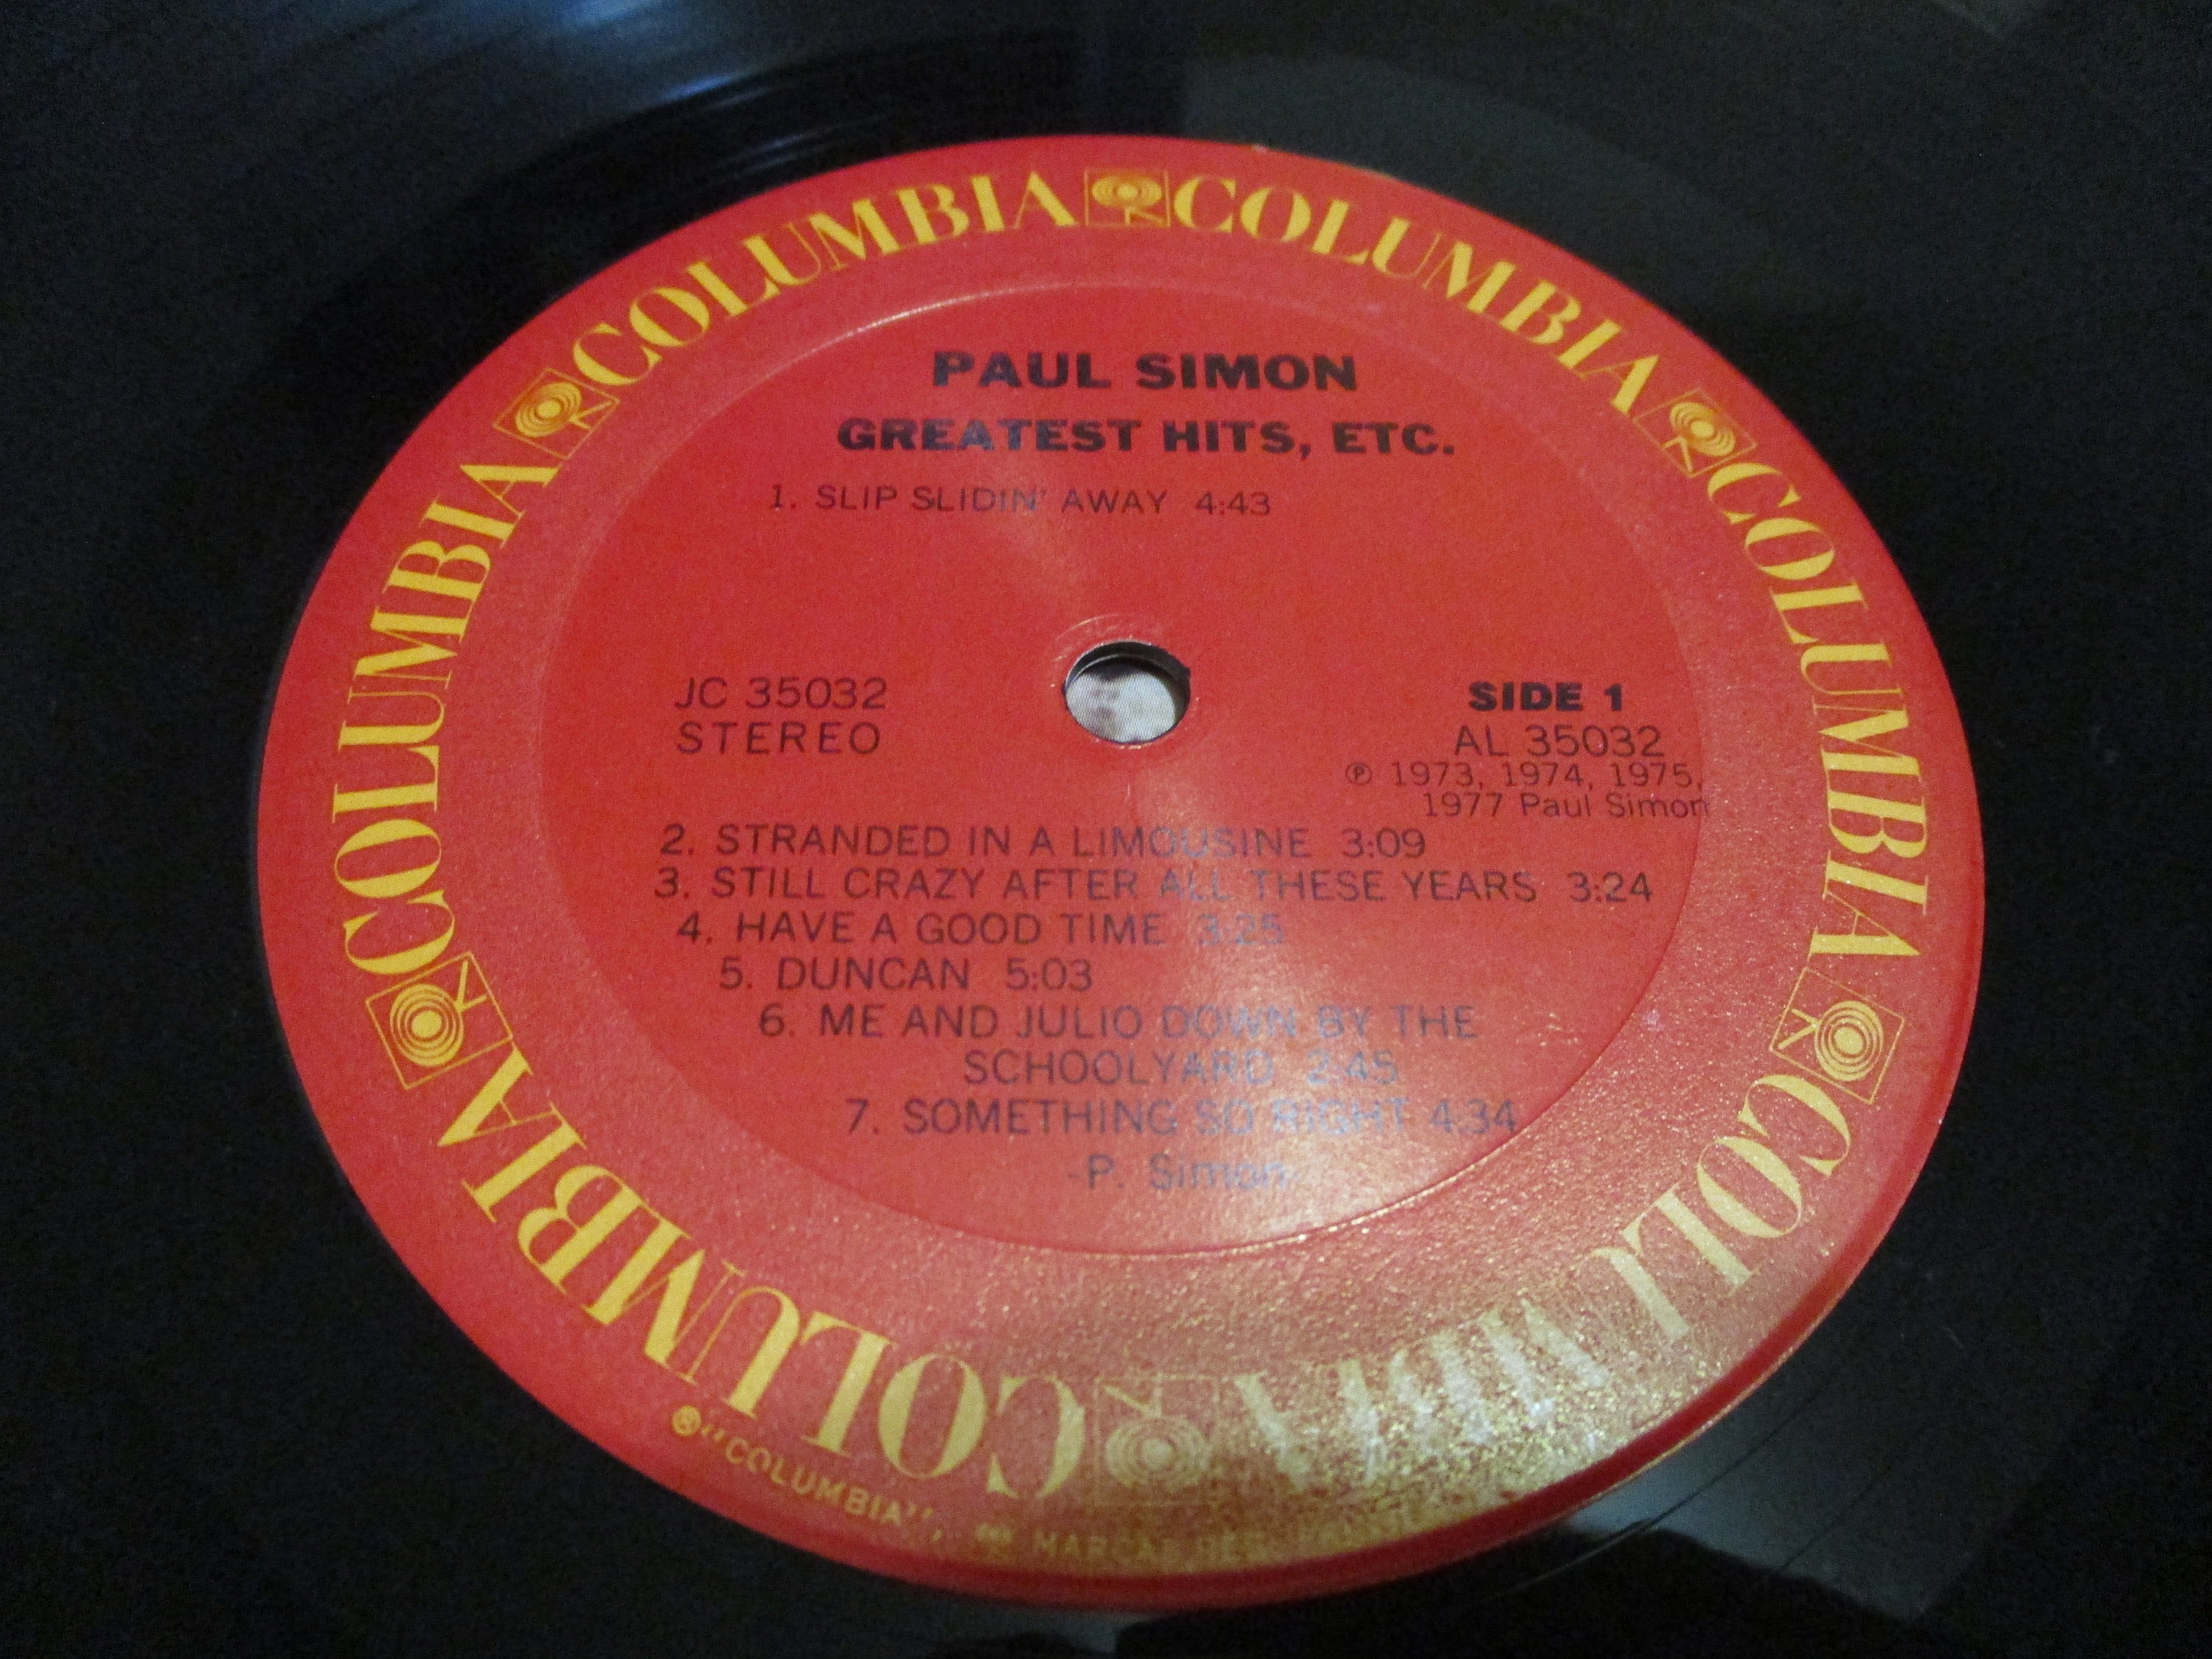 COLUMBIA COLUMBIA COLUMBIA COLUMBIA COLUMBIA COLUMBIA
PAUL SIMON
GREATEST HITS, ETC.
1. SLIP SLIDIN' AWAY 4:43
JC 35032
STEREO
SIDE 1
AL 35032
℗ 1973, 1974, 1975,
1977 Paul Simon
2. STRANDED IN A LIMOUSINE 3:09
3. STILL CRAZY AFTER ALL THESE YEARS 3:24
4. HAVE A GOOD TIME 3:25
5. DUNCAN 5:03
6. ME AND JULIO DOWN BY THE
SCHOOLYARD 2:45
7. SOMETHING SO RIGHT 4:34
-P. Simon-
® "COLUMBIA", MARCAS REG.